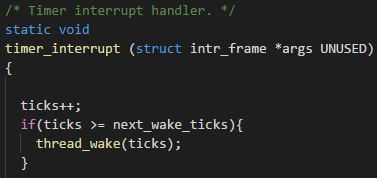 /* Timer interrupt handler. */
static void
timer_interrupt (struct intr_frame *args UNUSED)
{
ticks++;
if(ticks >= next_wake_ticks){
thread_wake(ticks);
}